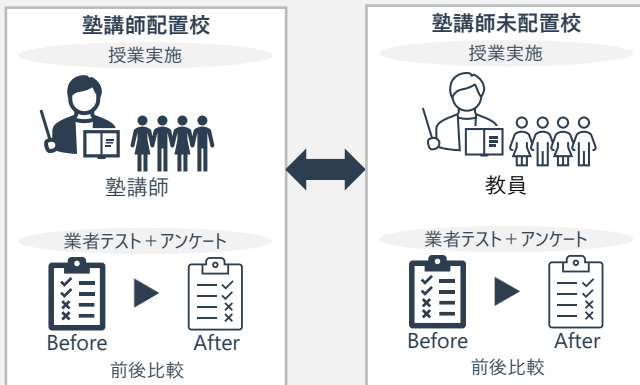 塾講師配置校
授業実施
塾講師
業者テスト＋アンケート
Before
After
前後比較
塾講師未配置校
授業実施
教員
業者テスト＋アンケート
Before
After
前後比較